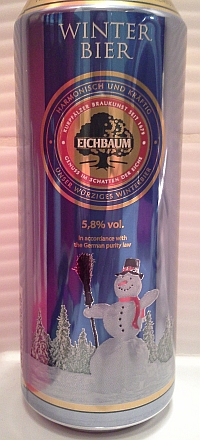 WINTER
BIER
HARMONISCH UND KRÄFTIG
KURPFÄLZER BRAUKUNST SEIT 1679
EICHBAUM
GENUSS IM SCHATTEN DER EICHE
UNSER WÜRZIGES WINTERBIER
5,8% vol.
In accordance with
the German purity law